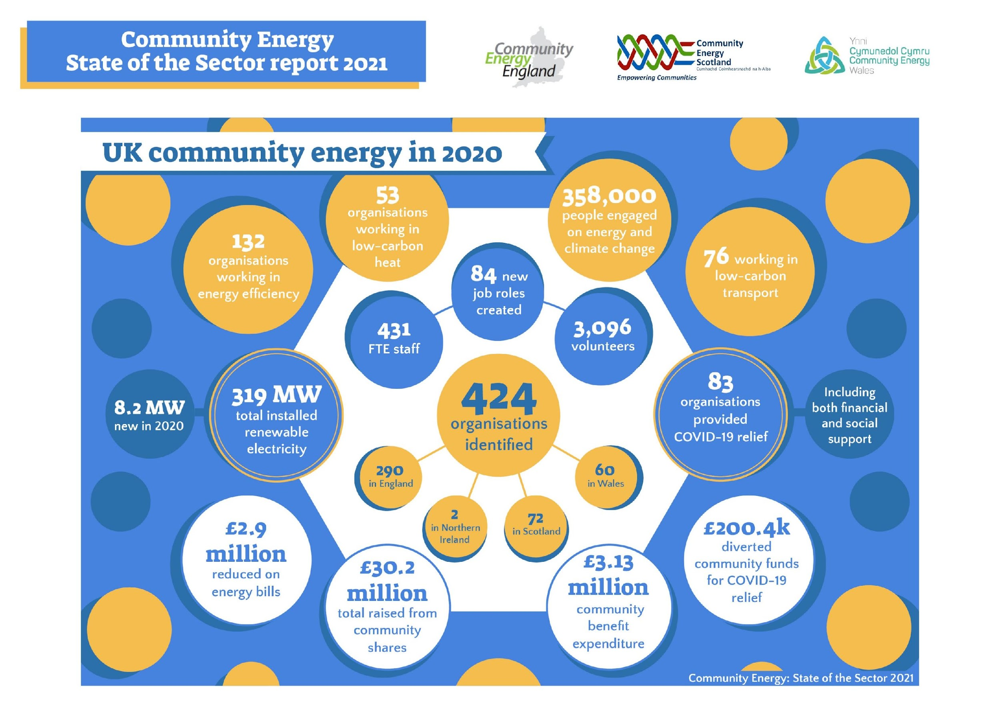 Community Energy
State of the Sector report 2021
Community
Energy
England
Community
Energy
Scotland
Cumhachd Coimhearsnachd na h-Alba
Empowering Communities
Ynni
Cymunedol Cymru
Community Energy
Wales
UK community energy in 2020
53
organisations
working in
low-carbon
heat
358,000
people engaged
on energy and
climate change
132
organisations
working in
energy efficiency
76 working in
low-carbon
transport
84 new
job roles
created
431
FTE staff
3,096
volunteers
8.2 MW
new in 2020
319 MW
total installed
renewable
electricity
424
organisations
identified
83
organisations
provided
COVID-19 relief
Including
both financial
and social
support
290
in England
2
in Northern
Ireland
72
in Scotland
60
in Wales
£2.9
million
reduced on
energy bills
£30.2
million
total raised from
community
shares
£3.13
million
community
benefit
expenditure
£200.4k
diverted
community funds
for COVID-19
relief
Community Energy: State of the Sector 2021